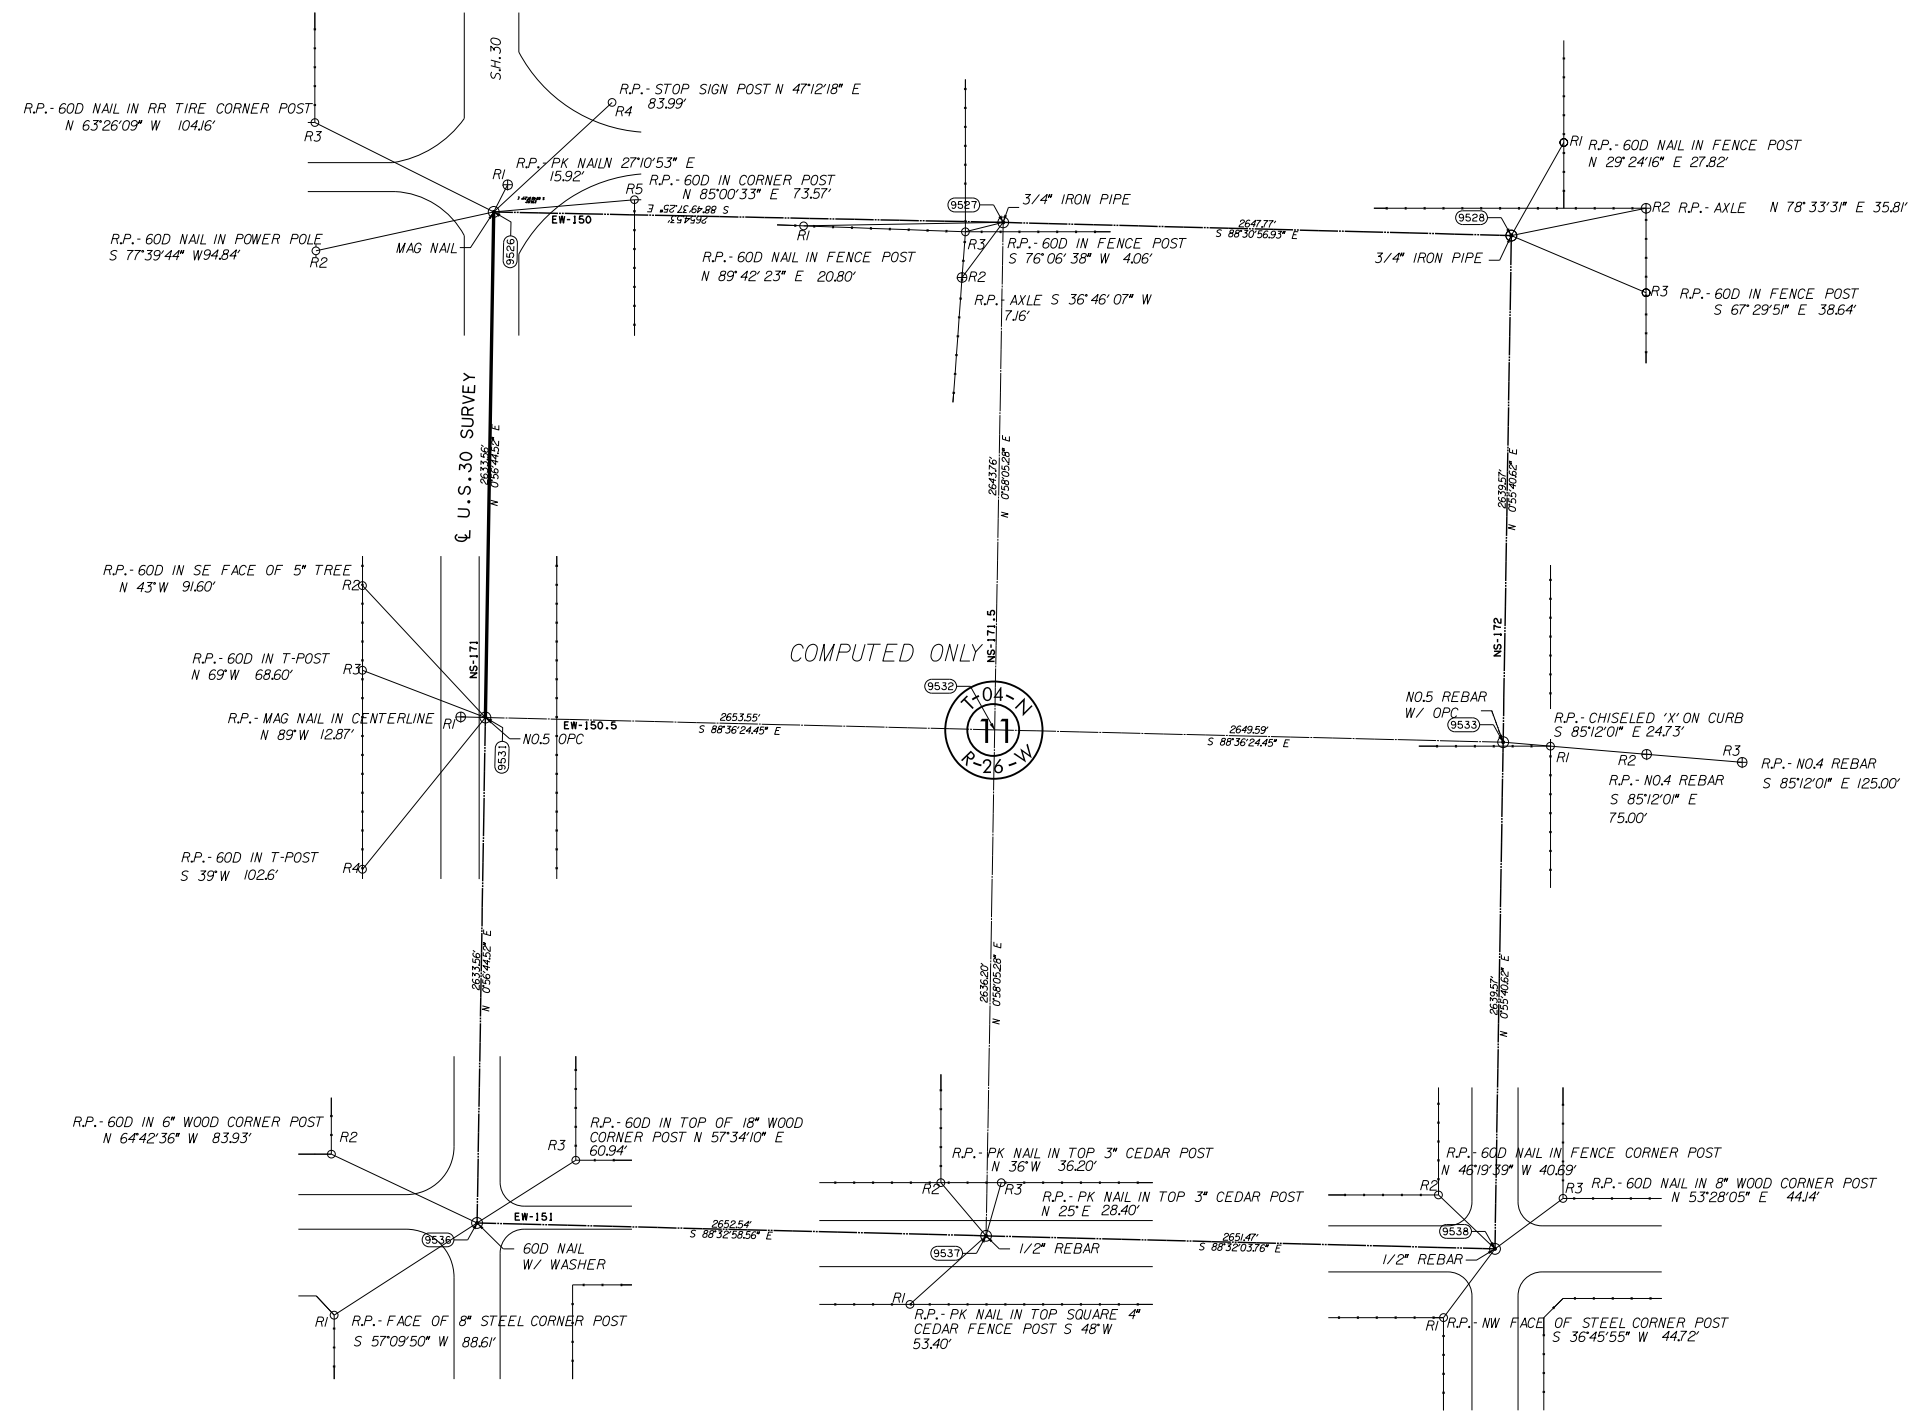 S.H.30
R.P.- STOP SIGN POST N 47°12'18" E
83.99'
R4
R.P.- 60D NAIL IN RR TIRE CORNER POST
N 63°26'09" W 104.16'
R3
R.P.- PK NAILN 27°10'53" E
15.92'
R1
R.P.- 60D IN CORNER POST
N 85°00'33" E 73.57'
R5
R.P.- 60D NAIL IN POWER POLE
S 77°39'44" W94.84'
R2
MAG NAIL
9526
EW-150
2654.53'
S 88°49'37.25" E
R1
R.P.- 60D NAIL IN FENCE POST
N 89°42'23" E 20.80'
9527
3/4" IRON PIPE
R3
R.P.- 60D IN FENCE POST
S 76°06'38" W 4.06'
R2
R.P.- AXLE S 36°46'07" W
7.16'
2647.77'
S 88°30'56.93" E
9528
3/4" IRON PIPE
R1 R.P.- 60D NAIL IN FENCE POST
N 29°24'16" E 27.82'
R2 R.P.- AXLE N 78°33'31" E 35.81'
R3 R.P.- 60D IN FENCE POST
S 67°29'51" E 38.64'
℄ U.S.30 SURVEY
2633.56'
N 0°56'44.52" E
2643.76'
N 0°58'05.28" E
2639.57'
N 0°55'40.62" E
R.P.- 60D IN SE FACE OF 5" TREE
N 43°W 91.60'
R2
R.P.- 60D IN T-POST
N 69°W 68.60'
R3
NS-171
R.P.- MAG NAIL IN CENTERLINE
N 89°W 12.87'
R1
NO.5 OPC
9531
EW-150.5
R.P.- 60D IN T-POST
S 39°W 102.6'
R4
2653.55'
S 88°36'24.45" E
COMPUTED ONLY
NS-171.5
9532
T-04-N
11
R-26-W
2649.59'
S 88°36'24.45" E
NS-172
NO.5 REBAR
W/ OPC
9533
R.P.- CHISELED 'X' ON CURB
S 85°12'01" E 24.73'
R1
R2
R.P.- NO.4 REBAR
S 85°12'01" E
75.00'
R3
R.P.- NO.4 REBAR
S 85°12'01" E 125.00'
2633.56'
N 0°56'44.52" E
2636.20'
N 0°58'05.28" E
2639.57'
N 0°55'40.62" E
R.P.- 60D IN 6" WOOD CORNER POST
N 64°42'36" W 83.93'
R2
R3
R.P.- 60D IN TOP OF 18" WOOD
CORNER POST N 57°34'10" E
60.94'
9536
EW-151
60D NAIL
W/ WASHER
R1
R.P.- FACE OF 8" STEEL CORNER POST
S 57°09'50" W 88.61'
2652.54'
S 88°32'58.56" E
R.P.- PK NAIL IN TOP 3" CEDAR POST
N 36°W 36.20'
R2
R3
R.P.- PK NAIL IN TOP 3" CEDAR POST
N 25°E 28.40'
9537
1/2" REBAR
R1
R.P.- PK NAIL IN TOP SQUARE 4"
CEDAR FENCE POST S 48°W
53.40'
2651.47'
S 88°32'03.76" E
R.P.- 60D NAIL IN FENCE CORNER POST
N 46°19'39" W 40.69'
R2
R3 R.P.- 60D NAIL IN 8" WOOD CORNER POST
N 53°28'05" E 44.14'
9538
1/2" REBAR
R1 R.P.- NW FACE OF STEEL CORNER POST
S 36°45'55" W 44.72'